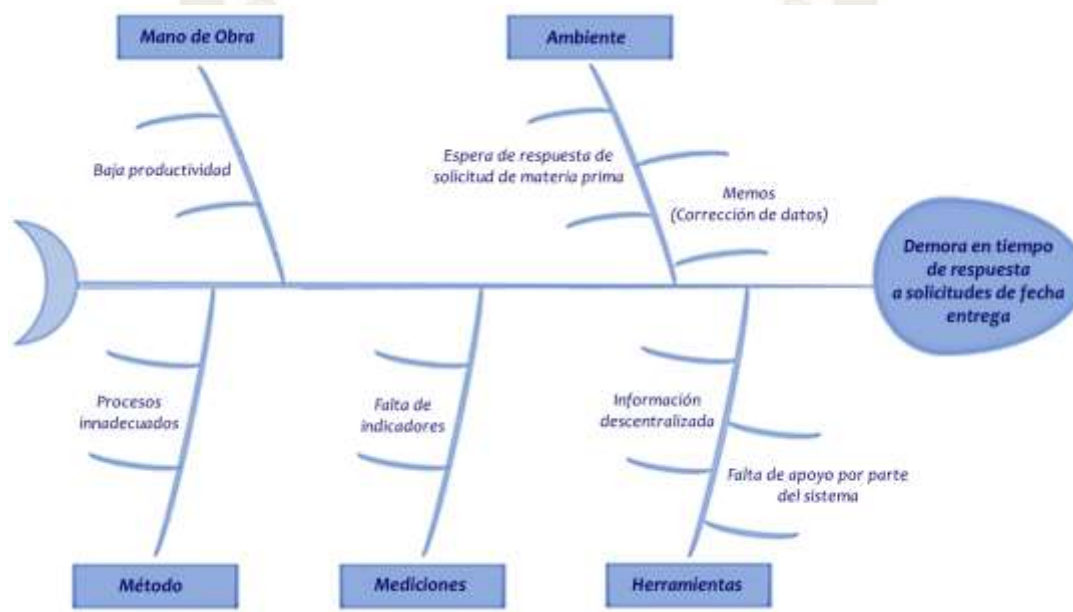 Mano de Obra
Ambiente
Baja productividad
Espera de respuesta de
solicitud de materia prima
Memos
(Corrección de datos)
Demora en tiempo
de respuesta
a solicitudes de fecha
entrega
Procesos
innadecuados
Falta de
indicadores
Información
descentralizada
Falta de apoyo por parte
del sistema
Método
Mediciones
Herramientas